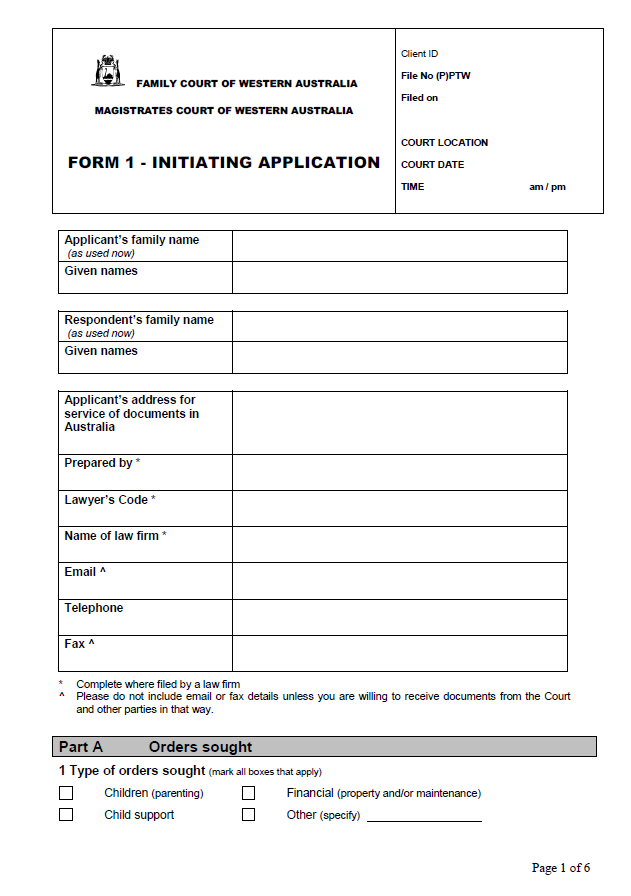 FAMILY COURT OF WESTERN AUSTRALIA
MAGISTRATES COURT OF WESTERN AUSTRALIA
FORM 1 - INITIATING APPLICATION
Client ID
File No (P)PTW
Filed on
COURT LOCATION
COURT DATE
TIME am / pm
Applicant's family name
(as used now)
Given names
Respondent's family name
(as used now)
Given names
Applicant's address for
service of documents in
Australia
Prepared by *
Lawyer's Code *
Name of law firm *
Email ^
Telephone
Fax ^
* Complete where filed by a law firm
^ Please do not include email or fax details unless you are willing to receive documents from the Court
and other parties in that way.
Part A Orders sought
1 Type of orders sought (mark all boxes that apply)
Children (parenting) Financial (property and/or maintenance)
Child support Other (specify)
Page 1 of 6